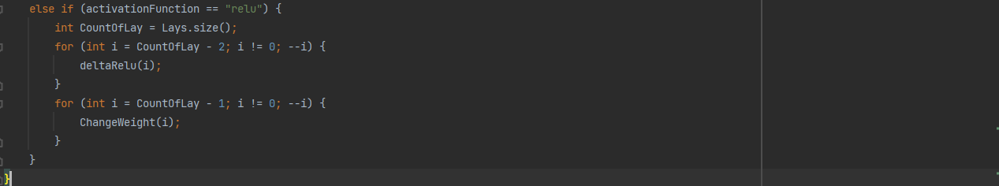 else if (activationFunction == "relu") {
int CountOfLay = Lays.size();
for (int i = CountOfLay - 2; i != 0; --i) {
deltaRelu(i);
}
for (int i = CountOfLay - 1; i != 0; --i) {
ChangeWeight(i);
}
}
}